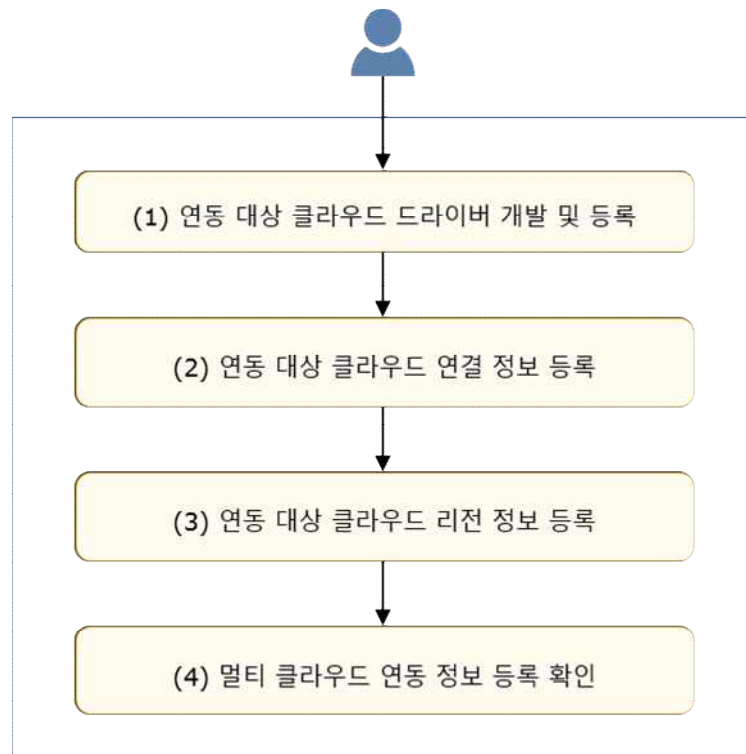 (1) 연동 대상 클라우드 드라이버 개발 및 등록
(2) 연동 대상 클라우드 연결 정보 등록
(3) 연동 대상 클라우드 리전 정보 등록
(4) 멀티 클라우드 연동 정보 등록 확인